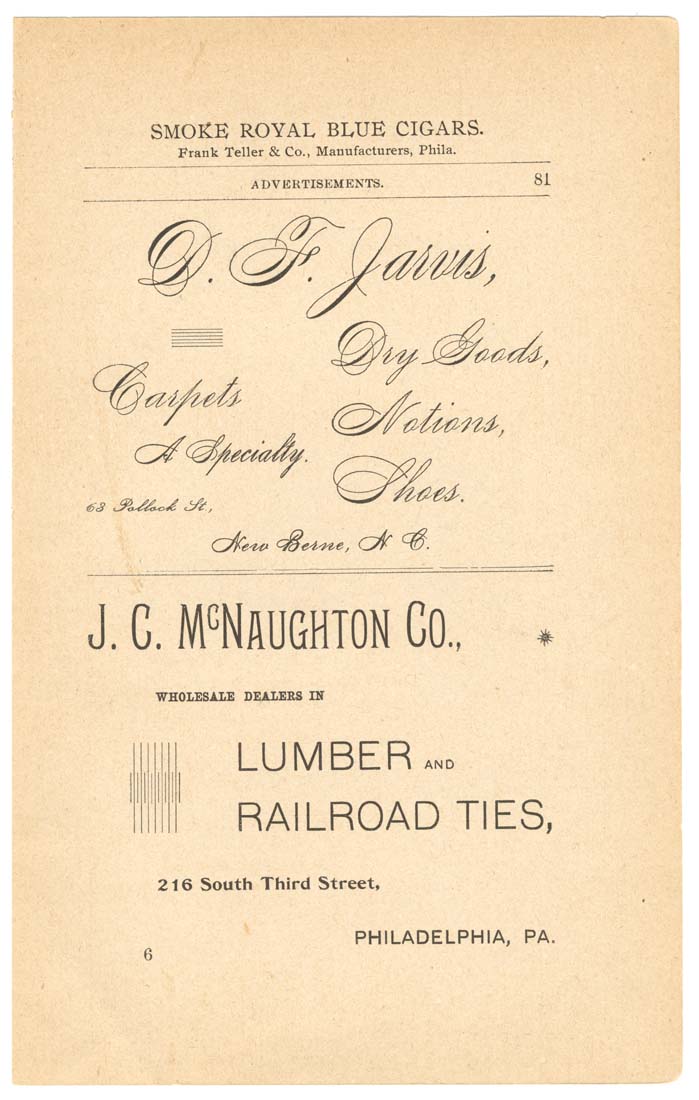 SMOKE ROYAL BLUE CIGARS.
Frank Teller & Co., Manufacturers, Phila.
ADVERTISEMENTS. 81
D. F. Jarvis,
Dry Goods,
Notions,
Shoes.
Carpets
A Specialty.
63 Pollock St.,
New Berne, N C.
J. C. McNAUGHTON CO.,
WHOLESALE DEALERS IN
LUMBER AND
RAILROAD TIES,
216 South Third Street,
PHILADELPHIA, PA.
6